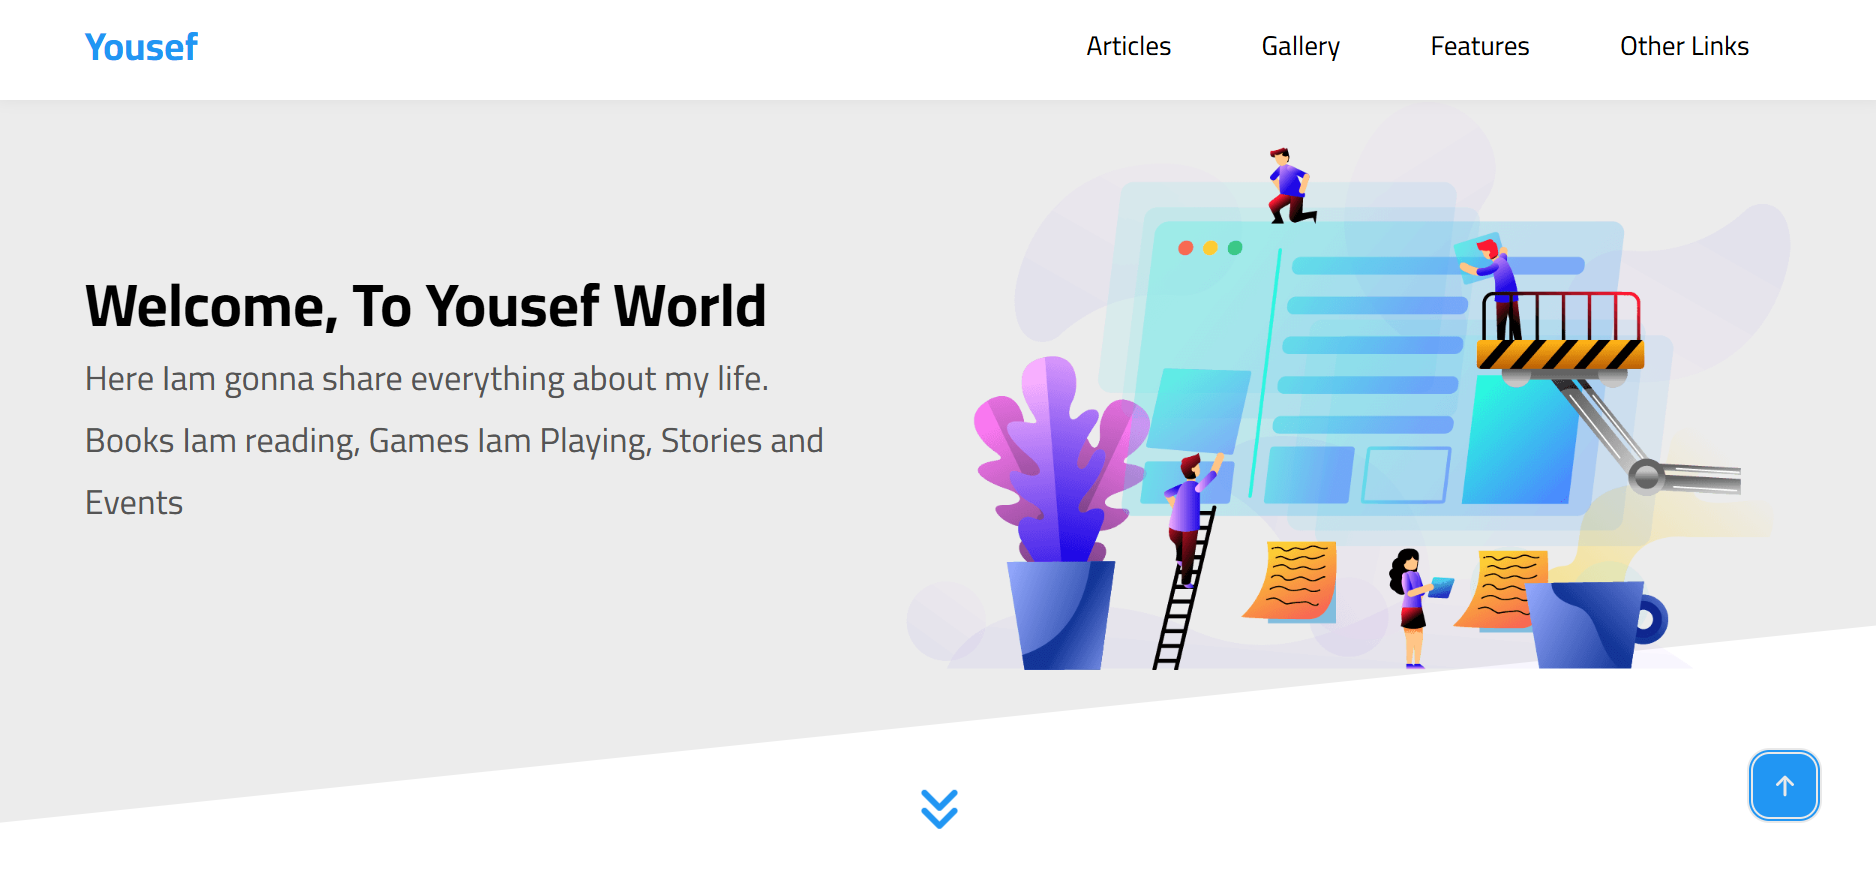 Yousef
Articles
Gallery
Features
Other Links
Welcome, To Yousef World
Here Iam gonna share everything about my life.
Books Iam reading, Games Iam Playing, Stories and
Events